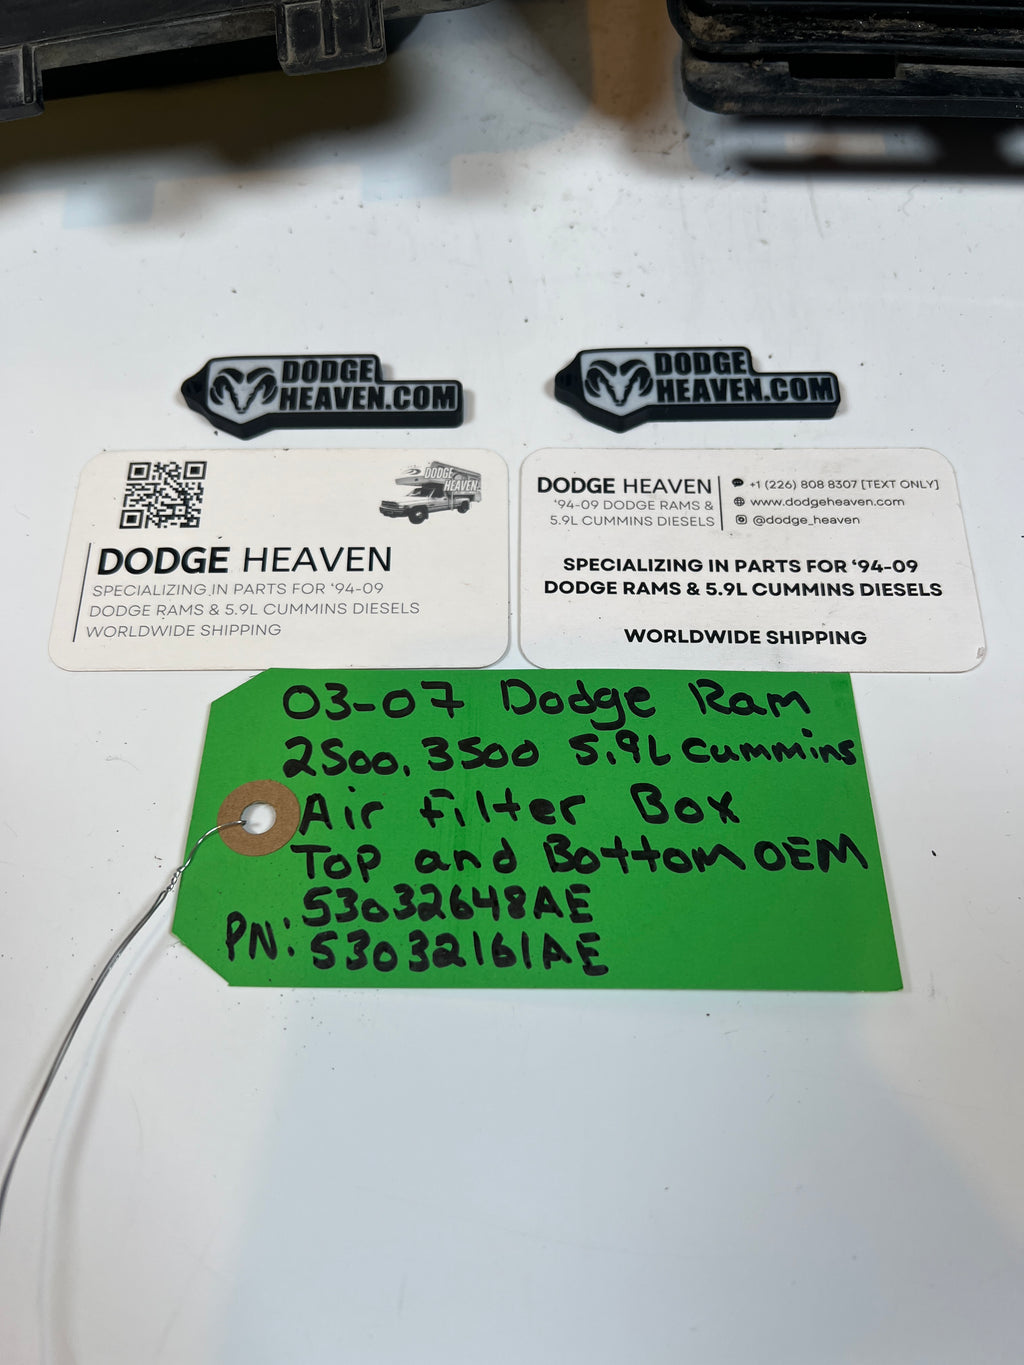 DODGE
HEAVEN.COM
DODGE
HEAVEN.COM
DODGE
HEAVEN
DODGE HEAVEN
SPECIALIZING IN PARTS FOR '94-09
DODGE RAMS & 5.9L CUMMINS DIESELS
WORLDWIDE SHIPPING
DODGE HEAVEN
'94-09 DODGE RAMS &
5.9L CUMMINS DIESELS
+1 (226) 808 8307 [TEXT ONLY]
www.dodgeheaven.com
@dodge_heaven
SPECIALIZING IN PARTS FOR '94-09
DODGE RAMS & 5.9L CUMMINS DIESELS
WORLDWIDE SHIPPING
03-07 Dodge Ram
2500, 3500 5.9L Cummins
Air Filter Box
Top and Bottom OEM
PN: 53032648AE
53032161AE